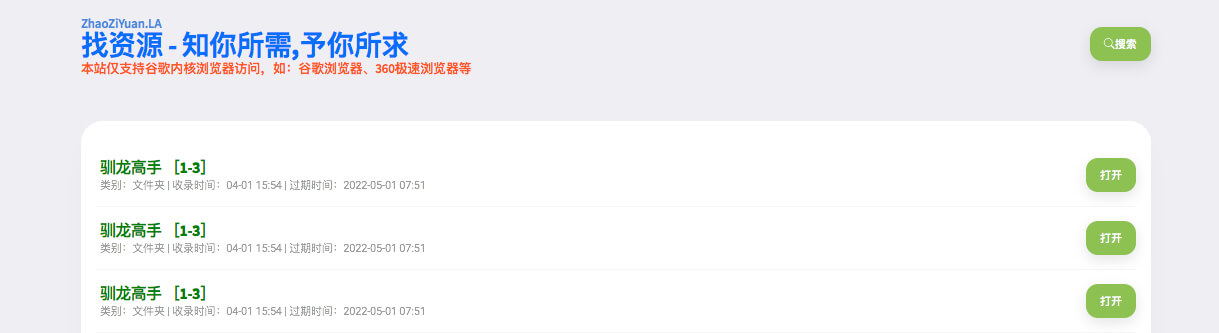 ZhaoZiYuan.LA
找资源 - 知你所需,予你所求
本站仅支持谷歌内核浏览器访问，如：谷歌浏览器、360极速浏览器等
搜索
驯龙高手 [1-3]
类别：文件夹 | 收录时间：04-01 15:54 | 过期时间：2022-05-01 07:51
打开
驯龙高手 [1-3]
类别：文件夹 | 收录时间：04-01 15:54 | 过期时间：2022-05-01 07:51
打开
驯龙高手 [1-3]
类别：文件夹 | 收录时间：04-01 15:54 | 过期时间：2022-05-01 07:51
打开